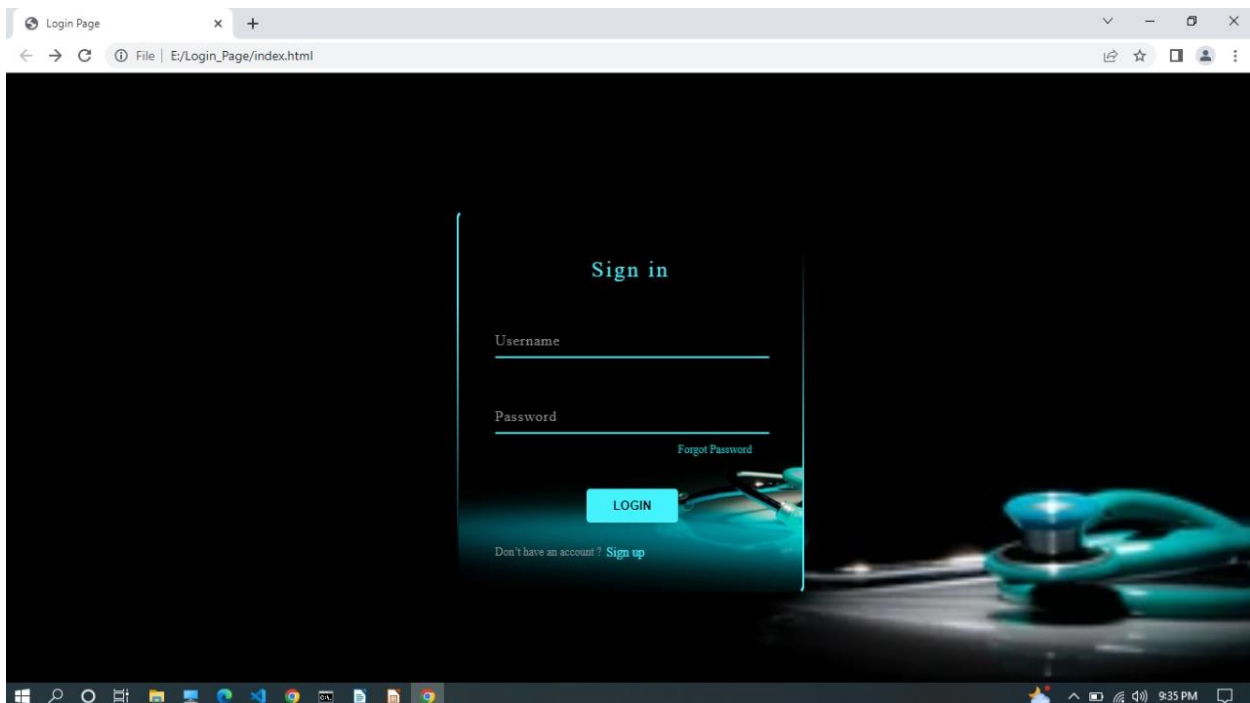 Login Page
File | E:/Login_Page/index.html
Sign in
Username
Password
Forgot Password
LOGIN
Don't have an account ? Sign up
9:35 PM